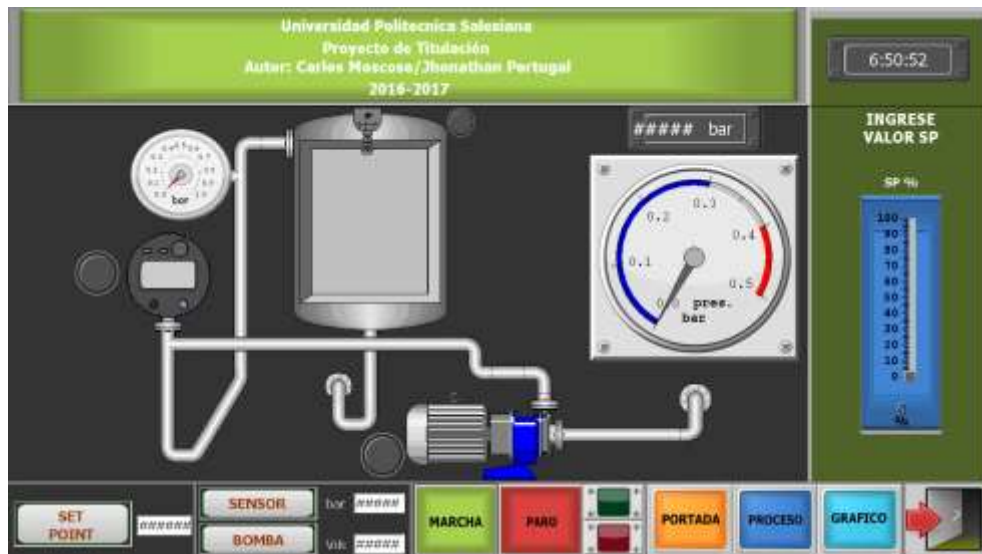 Universidad Politecnica Salesiana
Proyecto de Titulación
Autor: Carlos Moscoso/Jhonathan Portugal
2016-2017
6:50:52
INGRESE
VALOR SP
SP %
100
90
80
70
60
50
40
30
20
10
0
%
##### bar
bar
0.0
0.1
0.2
0.3
0.4
0.5
pres.
bar
SET
POINT
######
SENSOR
bar
#####
BOMBA
#####
MARCHA
PARO
PORTADA
PROCESO
GRAFICO